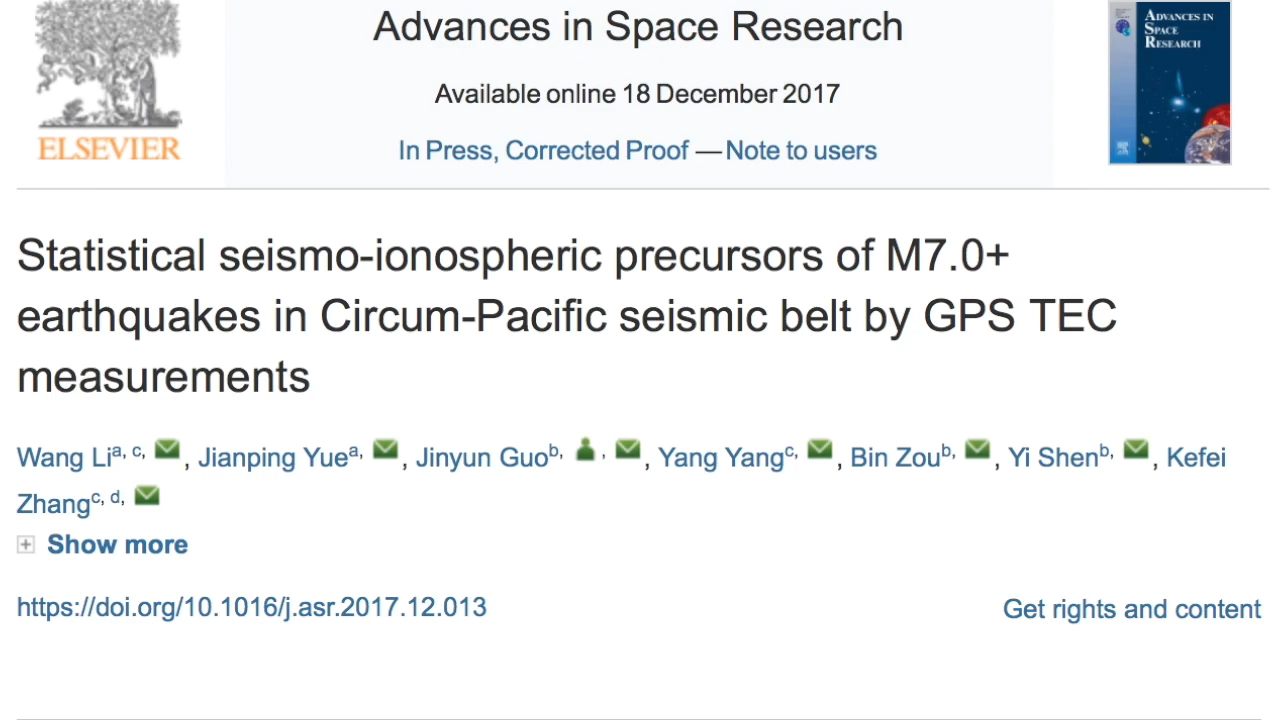 ELSEVIER
Advances in Space Research
Available online 18 December 2017
In Press, Corrected Proof — Note to users
ADVANCES IN
SPACE
RESEARCH
Statistical seismo-ionospheric precursors of M7.0+
earthquakes in Circum-Pacific seismic belt by GPS TEC
measurements
Wang Li a, c, , Jianping Yue a, , Jinyun Guo b, , , Yang Yang c, , Bin Zou b, , Yi Shen b, , Kefei
Zhang c, d,
Show more
https://doi.org/10.1016/j.asr.2017.12.013
Get rights and content